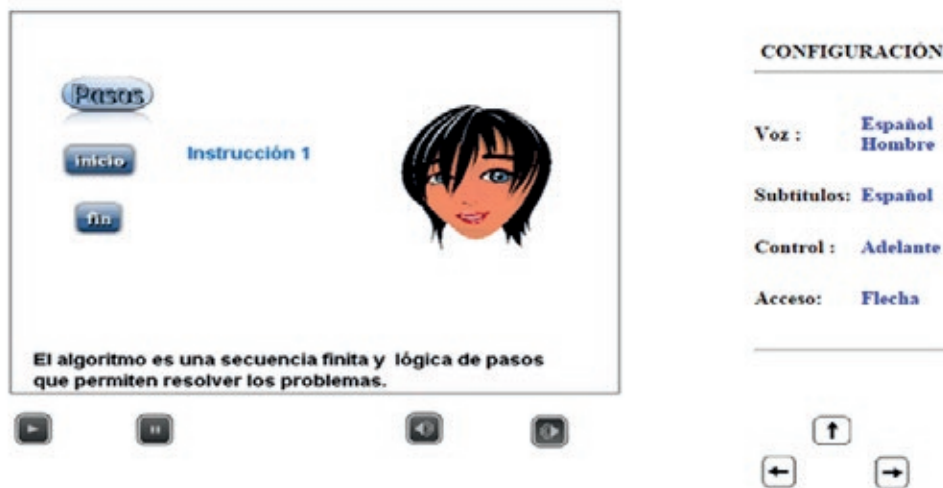 Pasos
inicio
Instrucción 1
fin
El algoritmo es una secuencia finita y lógica de pasos
que permiten resolver los problemas.
CONFIGURACIÓN
Voz : Español
Hombre
Subtítulos: Español
Control : Adelante
Acceso: Flecha